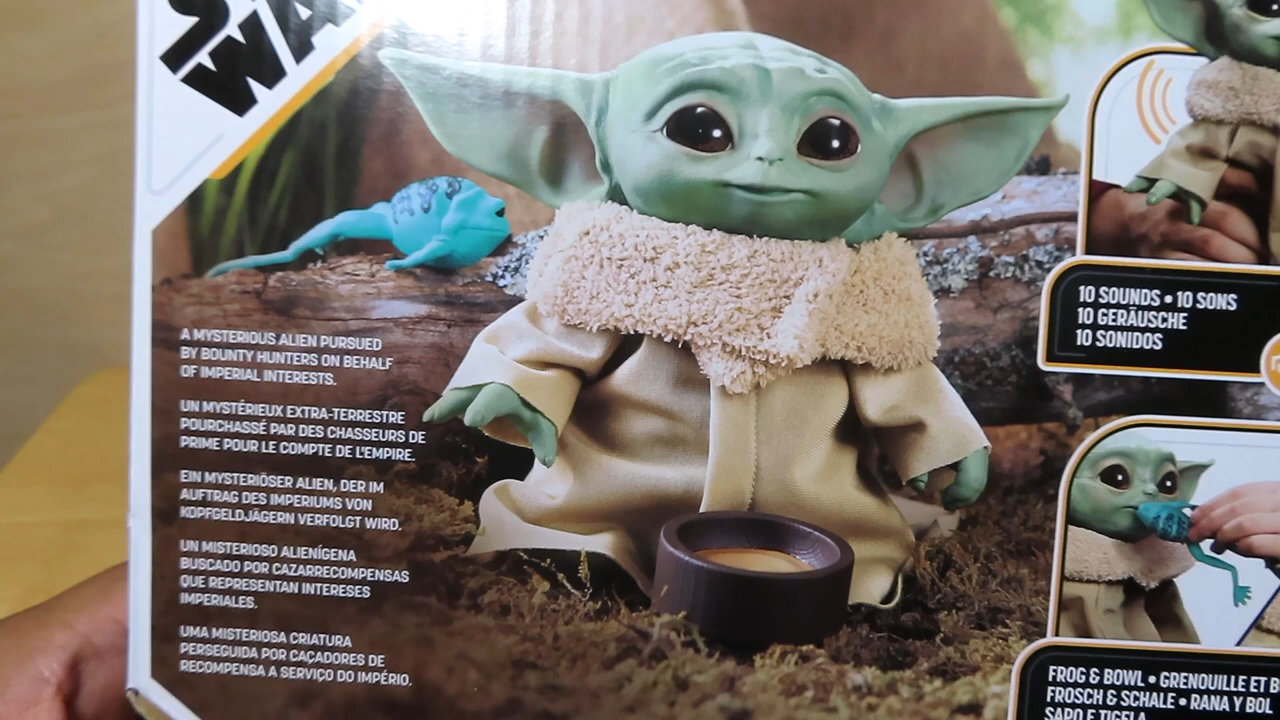 A MYSTERIOUS ALIEN PURSUED
BY BOUNTY HUNTERS ON BEHALF
OF IMPERIAL INTERESTS.
UN MYSTÉRIEUX EXTRA-TERRESTRE
POURCHASSÉ PAR DES CHASSEURS DE
PRIME POUR LE COMPTE DE L'EMPIRE.
EIN MYSTERIÖSER ALIEN, DER IM
AUFTRAG DES IMPERIUMS VON
KOPFGELDJÄGERN VERFOLGT WIRD.
UN MISTERIOSO ALIENÍGENA
BUSCADO POR CAZARRECOMPENSAS
QUE REPRESENTAN INTERESES
IMPERIALES.
UMA MISTERIOSA CRIATURA
PERSEGUIDA POR CAÇADORES DE
RECOMPENSA A SERVIÇO DO IMPÉRIO.
10 SOUNDS • 10 SONS
10 GERÄUSCHE
10 SONIDOS
FROG & BOWL • GRENOUILLE ET B
FROSCH & SCHALE • RANA Y BOL
SAPO E TIGELA